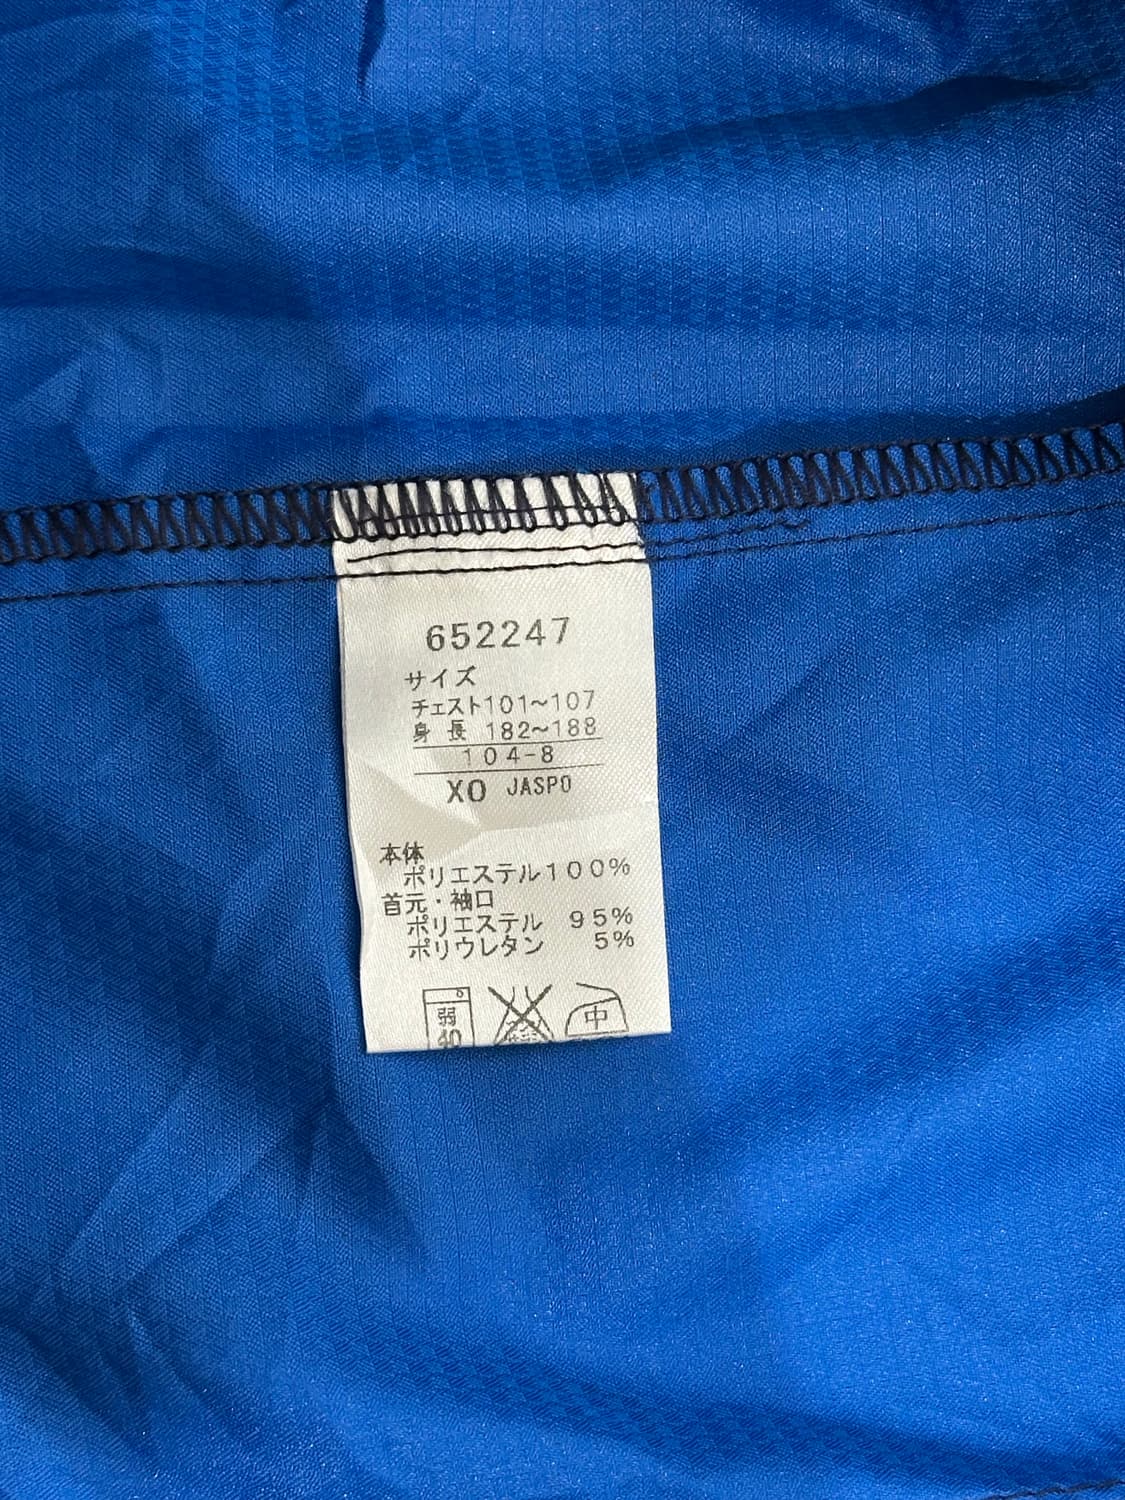 652247
サイズ
チェスト101~107
身長 182~188
104-8
XO JASPO
本体
ポリエステル100%
首元・袖口
ポリエステル 95%
ポリウレタン 5%
弱 中
40